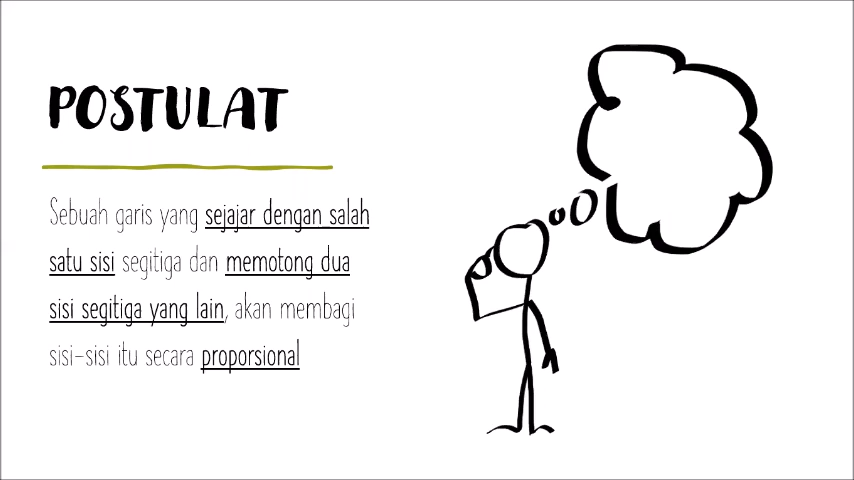 POSTULAT
Sebuah garis yang sejajar dengan salah
satu sisi segitiga dan memotong dua
sisi segitiga yang lain, akan membagi
sisi-sisi itu secara proporsional